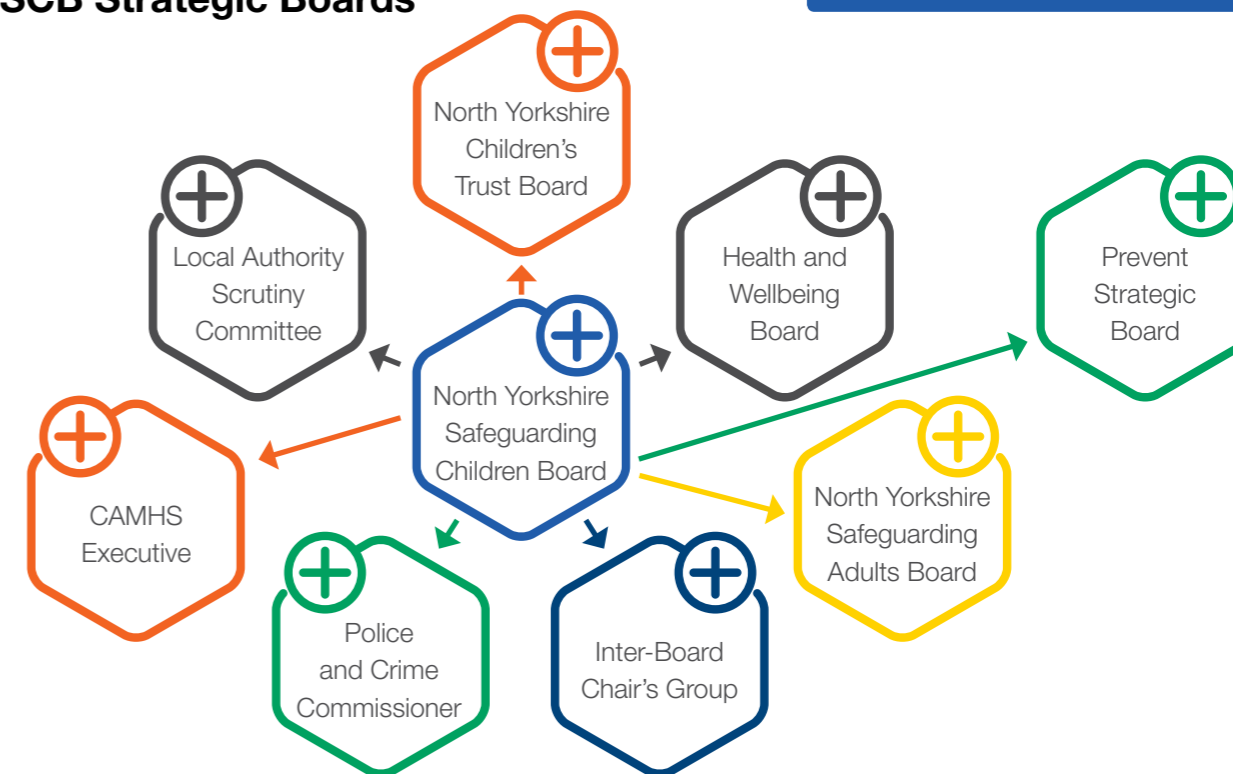 SCB Strategic Boards
North Yorkshire
Children's
Trust Board
Local Authority
Scrutiny
Committee
Health and
Wellbeing
Board
Prevent
Strategic
Board
North Yorkshire
Safeguarding
Children Board
CAMHS
Executive
North Yorkshire
Safeguarding
Adults Board
Police
and Crime
Commissioner
Inter-Board
Chair's Group